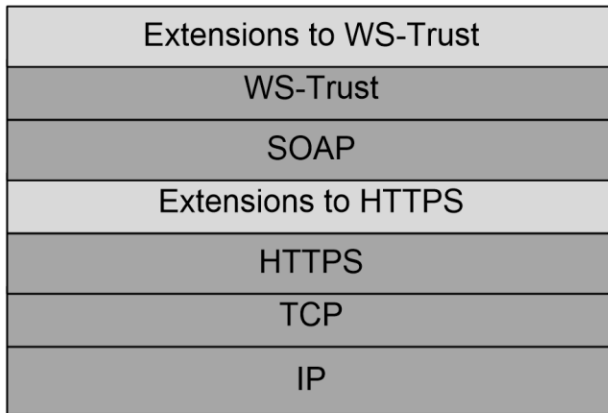 Extensions to WS-Trust
WS-Trust
SOAP
Extensions to HTTPS
HTTPS
TCP
IP